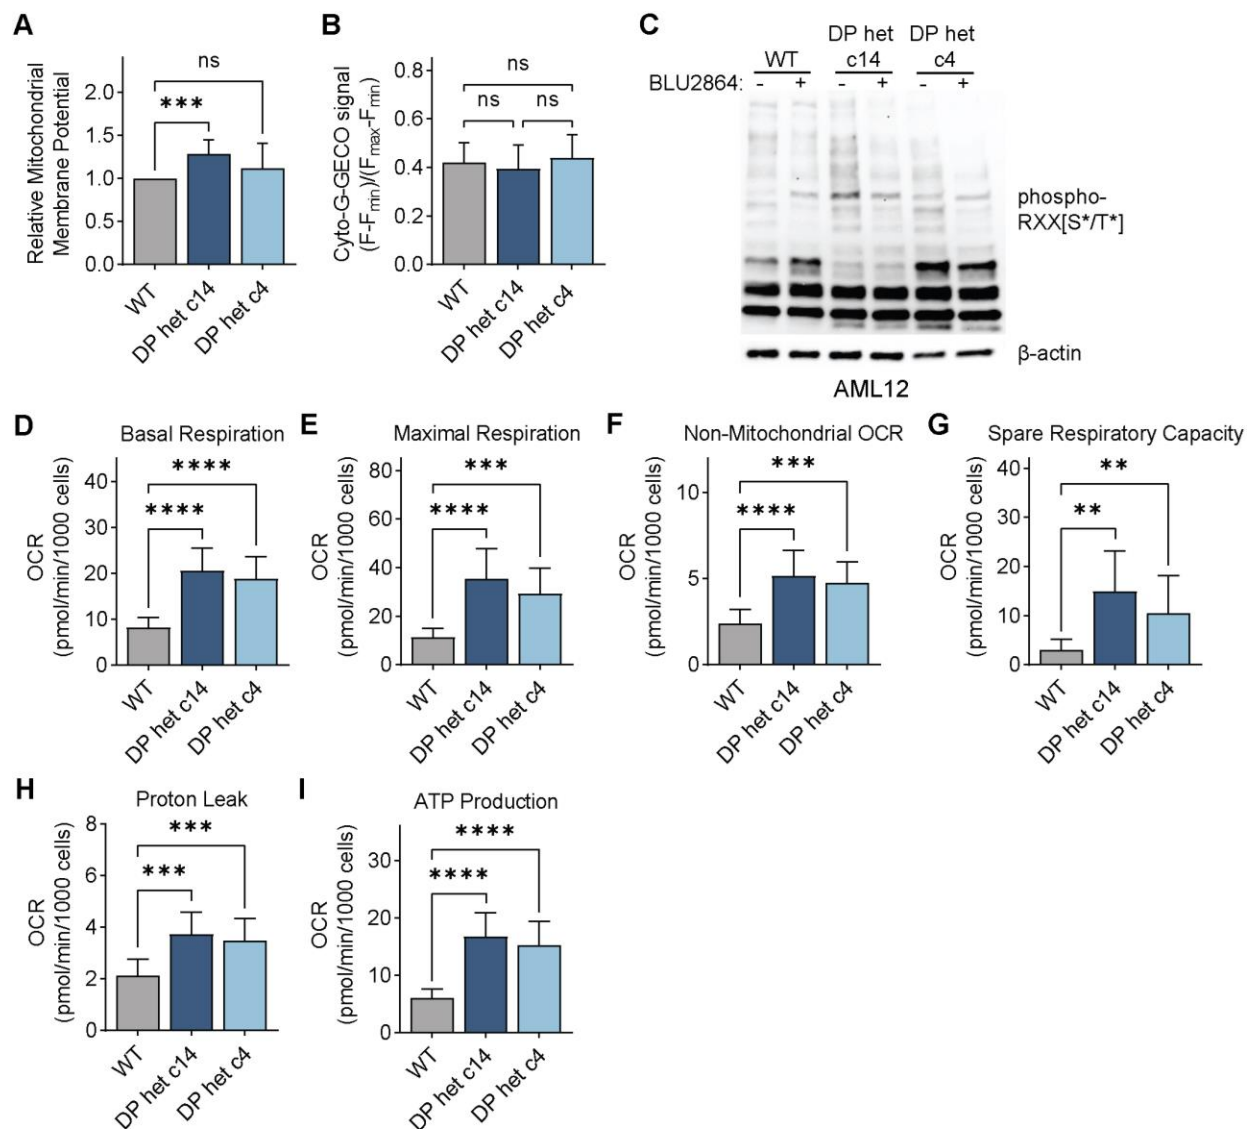 A
Relative Mitochondrial
Membrane Potential
2.0
1.5
1.0
0.5
0.0
ns
***
WT
DP het c14
DP het c4
B
Cyto-G-GECO signal
(F-Fmin)/(Fmax-Fmin)
0.8
0.6
0.4
0.2
0.0
ns
ns
ns
WT
DP het c14
DP het c4
C
DP het DP het
WT c14 c4
BLU2864: - + - + - +
phospho-
RXX[S*/T*]
β-actin
AML12
D
Basal Respiration
OCR
(pmol/min/1000 cells)
40
30
20
10
0
****
****
WT
DP het c14
DP het c4
E
Maximal Respiration
OCR
(pmol/min/1000 cells)
80
60
40
20
0
***
****
WT
DP het c14
DP het c4
F
Non-Mitochondrial OCR
OCR
(pmol/min/1000 cells)
10
5
0
***
****
WT
DP het c14
DP het c4
G
Spare Respiratory Capacity
OCR
(pmol/min/1000 cells)
40
30
20
10
0
**
**
WT
DP het c14
DP het c4
H
Proton Leak
OCR
(pmol/min/1000 cells)
8
6
4
2
0
***
***
WT
DP het c14
DP het c4
I
ATP Production
OCR
(pmol/min/1000 cells)
30
20
10
0
****
****
WT
DP het c14
DP het c4